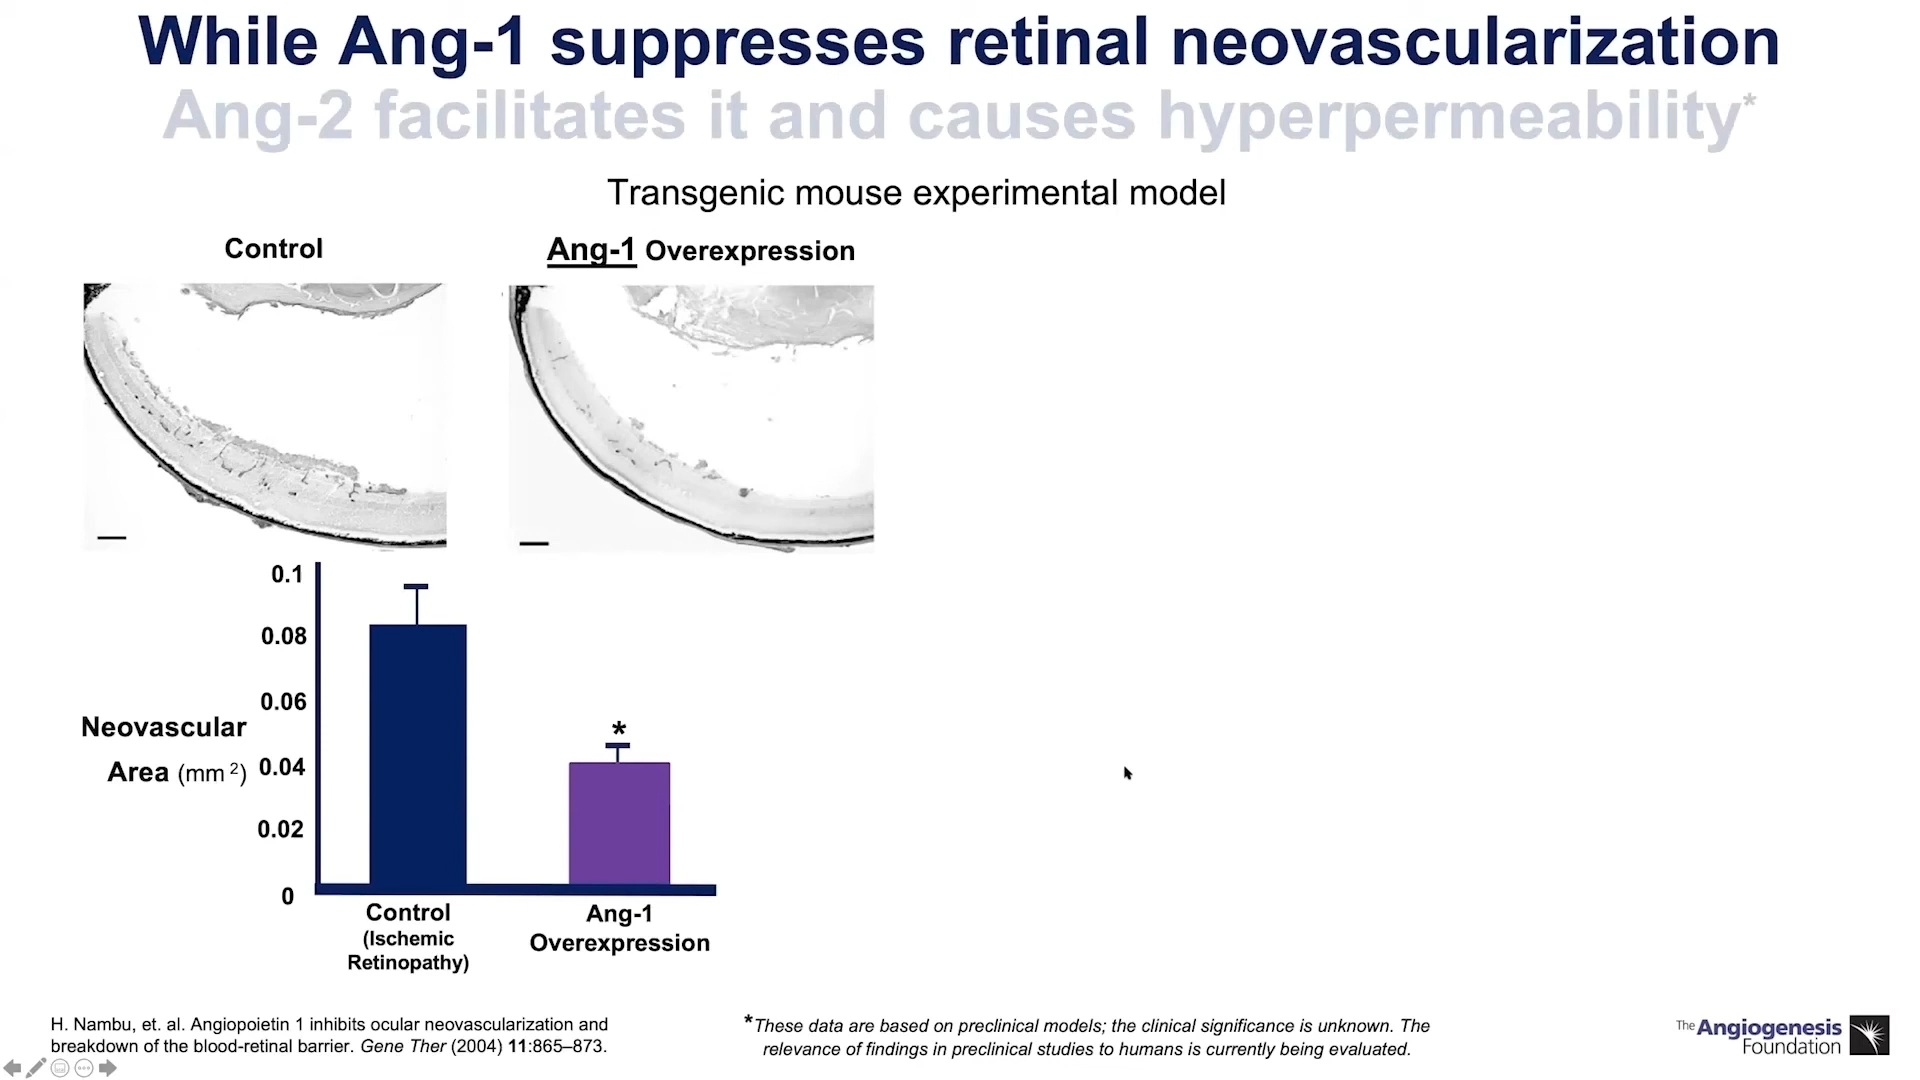 While Ang-1 suppresses retinal neovascularization
Ang-2 facilitates it and causes hyperpermeability*
Transgenic mouse experimental model
Control
Ang-1 Overexpression
0.1
0.08
0.06
0.04
0.02
0
Neovascular
Area (mm²)
*
Control
(Ischemic
Retinopathy)
Ang-1
Overexpression
H. Nambu, et. al. Angiopoietin 1 inhibits ocular neovascularization and
breakdown of the blood-retinal barrier. Gene Ther (2004) 11:865–873.
*These data are based on preclinical models; the clinical significance is unknown. The
relevance of findings in preclinical studies to humans is currently being evaluated.
The Angiogenesis
Foundation